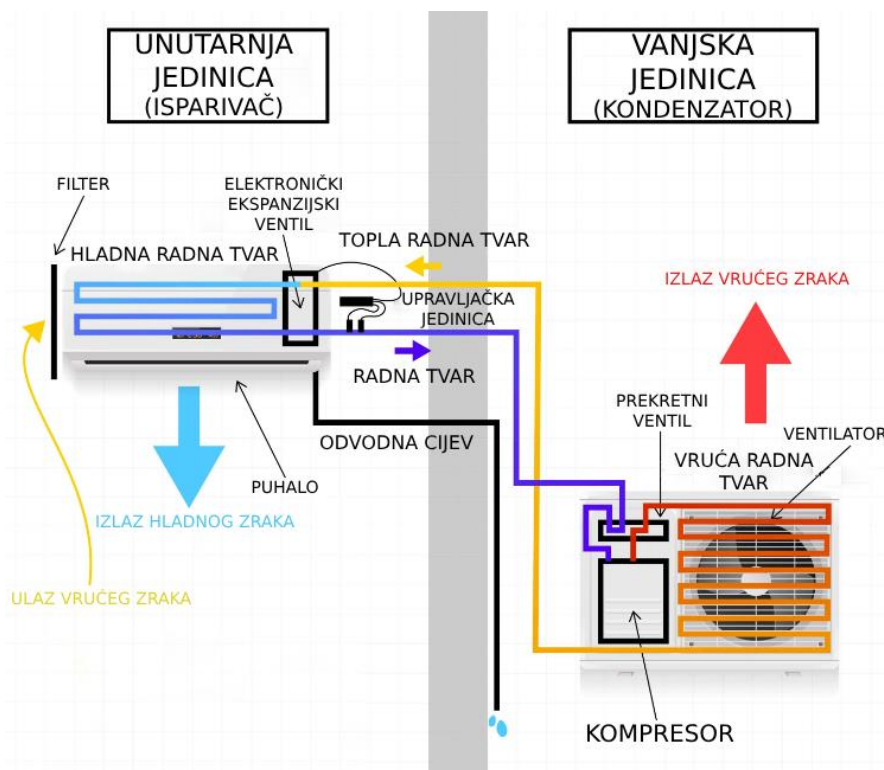 UNUTARNJA
JEDINICA
(ISPARIVAČ)
VANJSKA
JEDINICA
(KONDENZATOR)
FILTER
ELEKTRONIČKI
EKSPANZIJSKI
VENTIL
HLADNA RADNA TVAR
TOPLA RADNA TVAR
UPRAVLJAČKA
JEDINICA
RADNA TVAR
IZLAZ VRUĆEG ZRAKA
PREKRETNI
VENTIL
VENTILATOR
VRUĆA RADNA
TVAR
ODVODNA CIJEV
PUHALO
IZLAZ HLADNOG ZRAKA
ULAZ VRUĆEG ZRAKA
KOMPRESOR